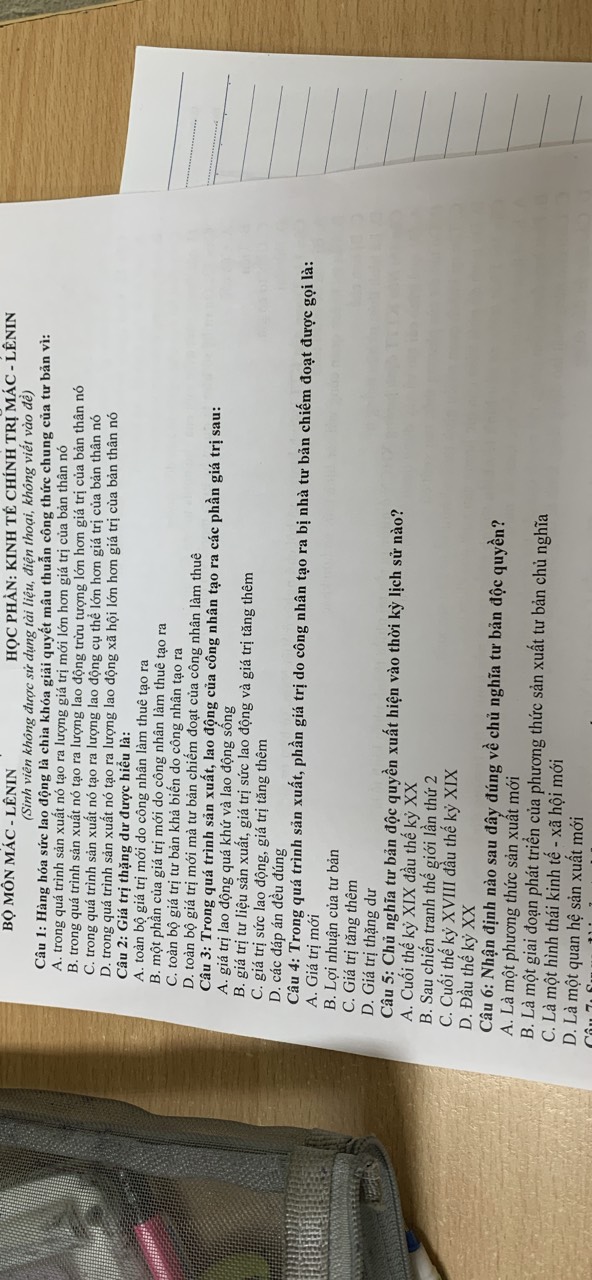 BỘ MÔN MÁC - LÊNIN HỌC PHẦN: KINH TẾ CHÍNH TRỊ MÁC - LÊNIN
(Sinh viên không được sử dụng tài liệu, điện thoại, không viết vào đề)
Câu 1: Hàng hóa sức lao động là chìa khóa giải quyết mâu thuẫn công thức chung của tư bản vì:
A. trong quá trình sản xuất nó tạo ra lượng giá trị mới lớn hơn giá trị của bản thân nó
B. trong quá trình sản xuất nó tạo ra lượng lao động trừu tượng lớn hơn giá trị của bản thân nó
C. trong quá trình sản xuất nó tạo ra lượng lao động cụ thể lớn hơn giá trị của bản thân nó
D. trong quá trình sản xuất nó tạo ra lượng lao động xã hội lớn hơn giá trị của bản thân nó
Câu 2: Giá trị thặng dư được hiểu là:
A. toàn bộ giá trị mới do công nhân làm thuê tạo ra
B. một phần của giá trị mới do công nhân làm thuê tạo ra
C. toàn bộ giá trị tư bản khả biến do công nhân tạo ra
D. toàn bộ giá trị mới mà tư bản chiếm đoạt của công nhân làm thuê
Câu 3: Trong quá trình sản xuất, lao động của công nhân tạo ra các phần giá trị sau:
A. giá trị lao động quá khứ và lao động sống
B. giá trị tư liệu sản xuất, giá trị sức lao động và giá trị tăng thêm
C. giá trị sức lao động, giá trị tăng thêm
D. các đáp án đều đúng
Câu 4: Trong quá trình sản xuất, phần giá trị do công nhân tạo ra bị nhà tư bản chiếm đoạt được gọi là:
A. Giá trị mới
B. Lợi nhuận của tư bản
C. Giá trị tăng thêm
D. Giá trị thặng dư
Câu 5: Chủ nghĩa tư bản độc quyền xuất hiện vào thời kỳ lịch sử nào?
A. Cuối thế kỷ XIX đầu thế kỷ XX
B. Sau chiến tranh thế giới lần thứ 2
C. Cuối thế kỷ XVIII đầu thế kỷ XIX
D. Đầu thế kỷ XX
Câu 6: Nhận định nào sau đây đúng về chủ nghĩa tư bản độc quyền?
A. Là một phương thức sản xuất mới
B. Là một giai đoạn phát triển của phương thức sản xuất tư bản chủ nghĩa
C. Là một hình thái kinh tế - xã hội mới
D. Là một quan hệ sản xuất mới
Câu 7: